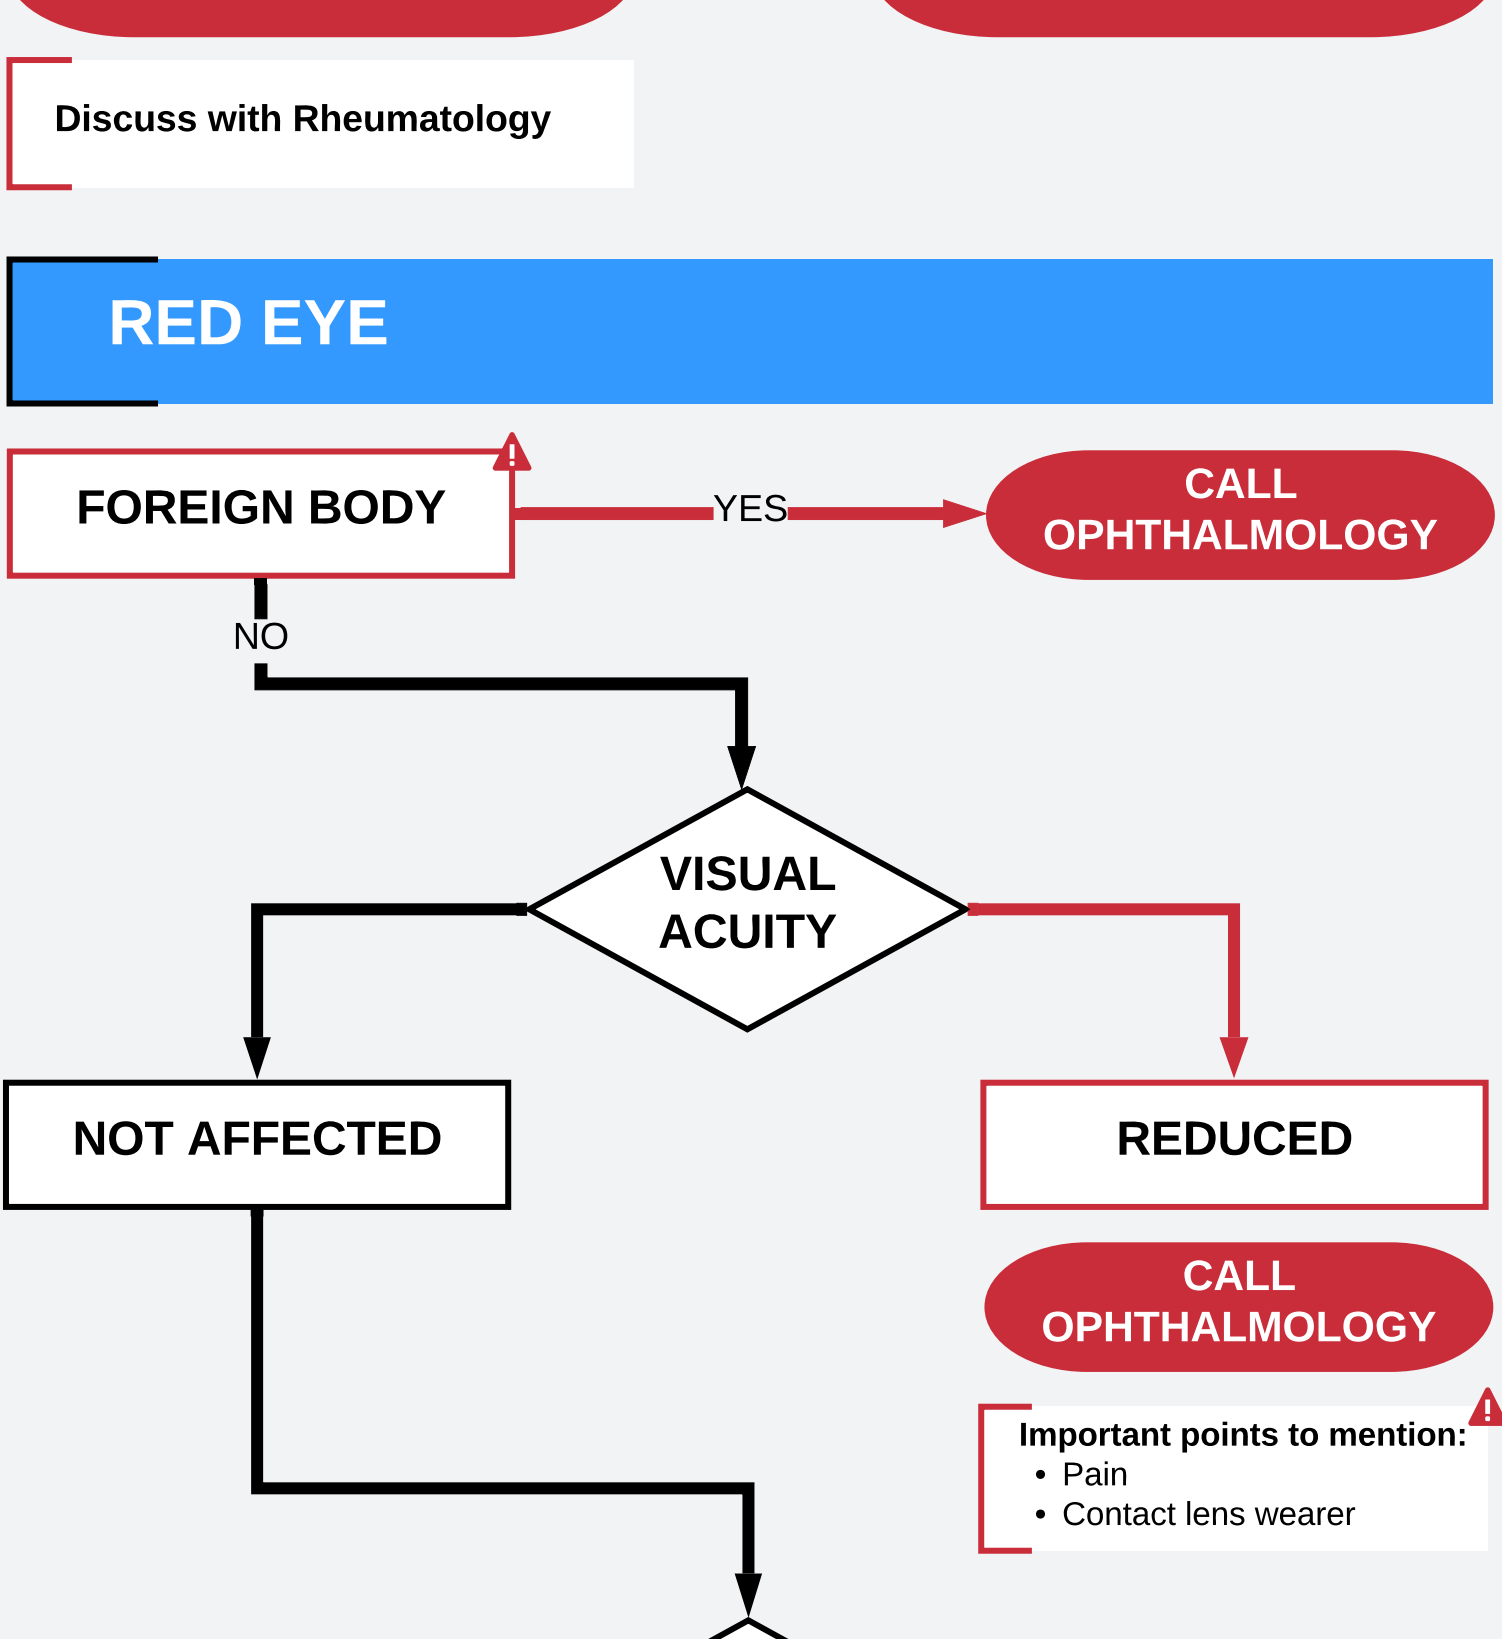 Discuss with Rheumatology
RED EYE
FOREIGN BODY
YES
CALL
OPHTHALMOLOGY
NO
VISUAL
ACUITY
NOT AFFECTED
REDUCED
CALL
OPHTHALMOLOGY
Important points to mention:
• Pain
• Contact lens wearer